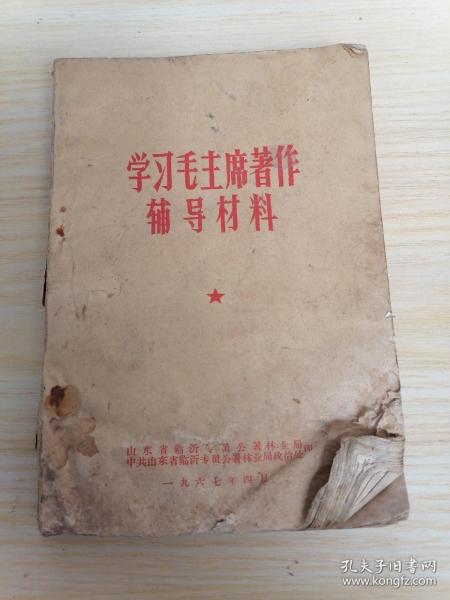 学习毛主席著作
辅导材料
山东省临沂专员公署林业局
中共山东省临沂专员公署林业局政治处
印
一九六七年四月
孔夫子旧书网
www.kongfz.com